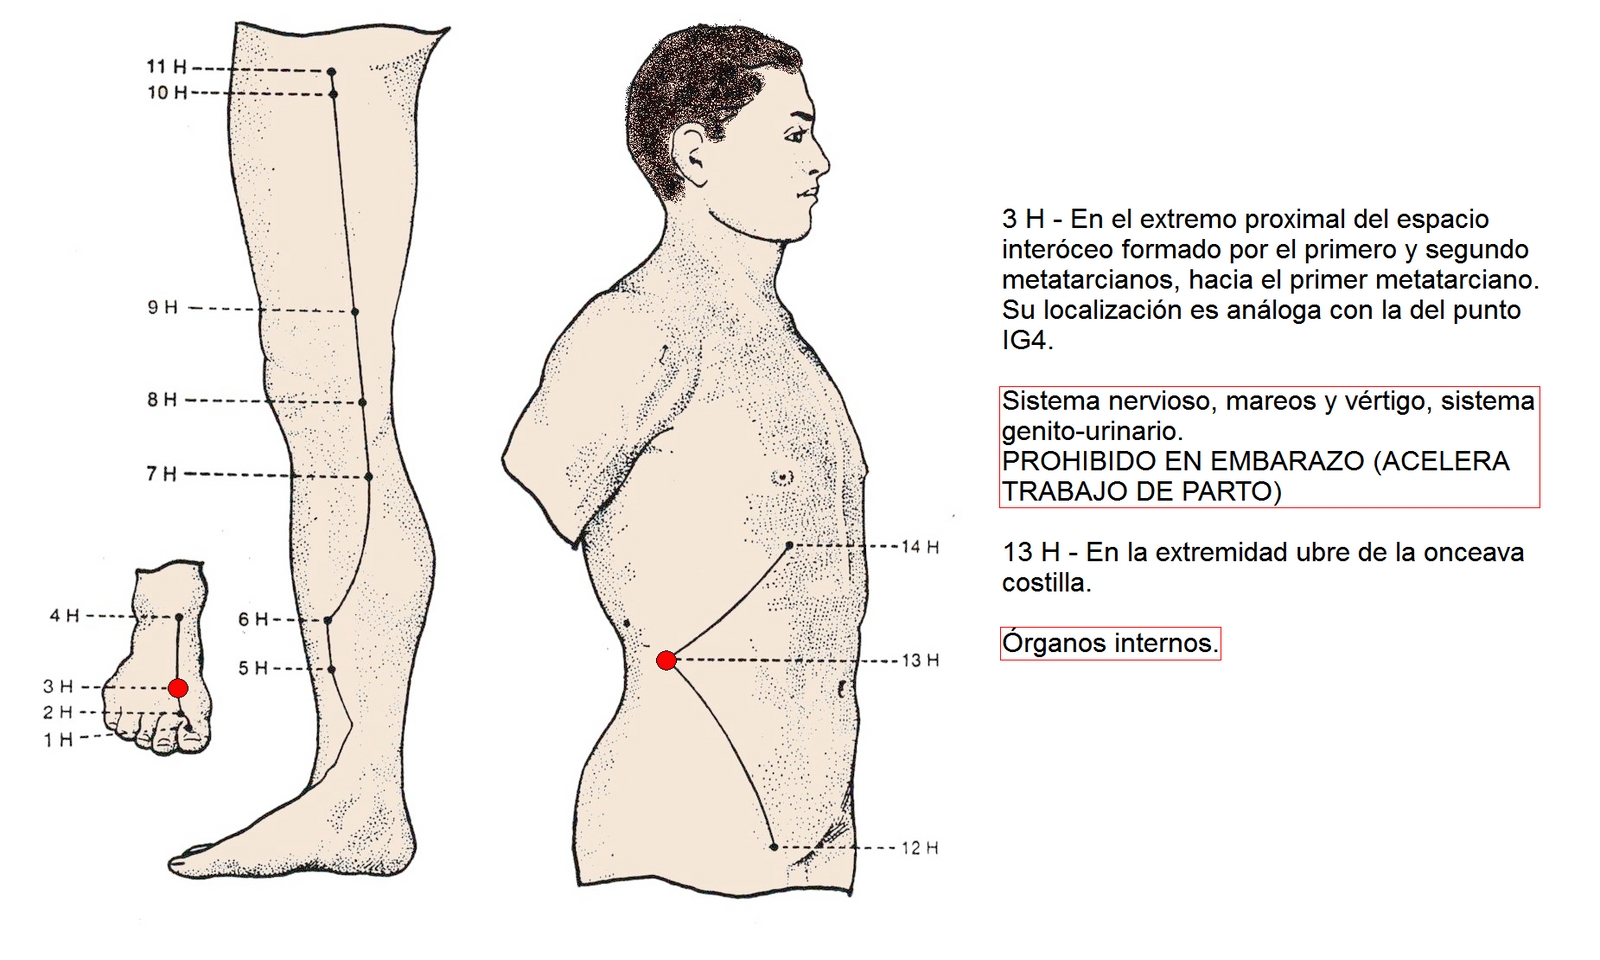 11 H
10 H
9 H
8 H
7 H
6 H
5 H
4 H
3 H
2 H
1 H
14 H
13 H
12 H
3 H - En el extremo proximal del espacio
interóceo formado por el primero y segundo
metatarcianos, hacia el primer metatarciano.
Su localización es análoga con la del punto
IG4.
Sistema nervioso, mareos y vértigo, sistema
genito-urinario.
PROHIBIDO EN EMBARAZO (ACELERA
TRABAJO DE PARTO)
13 H - En la extremidad ubre de la onceava
costilla.
Órganos internos.